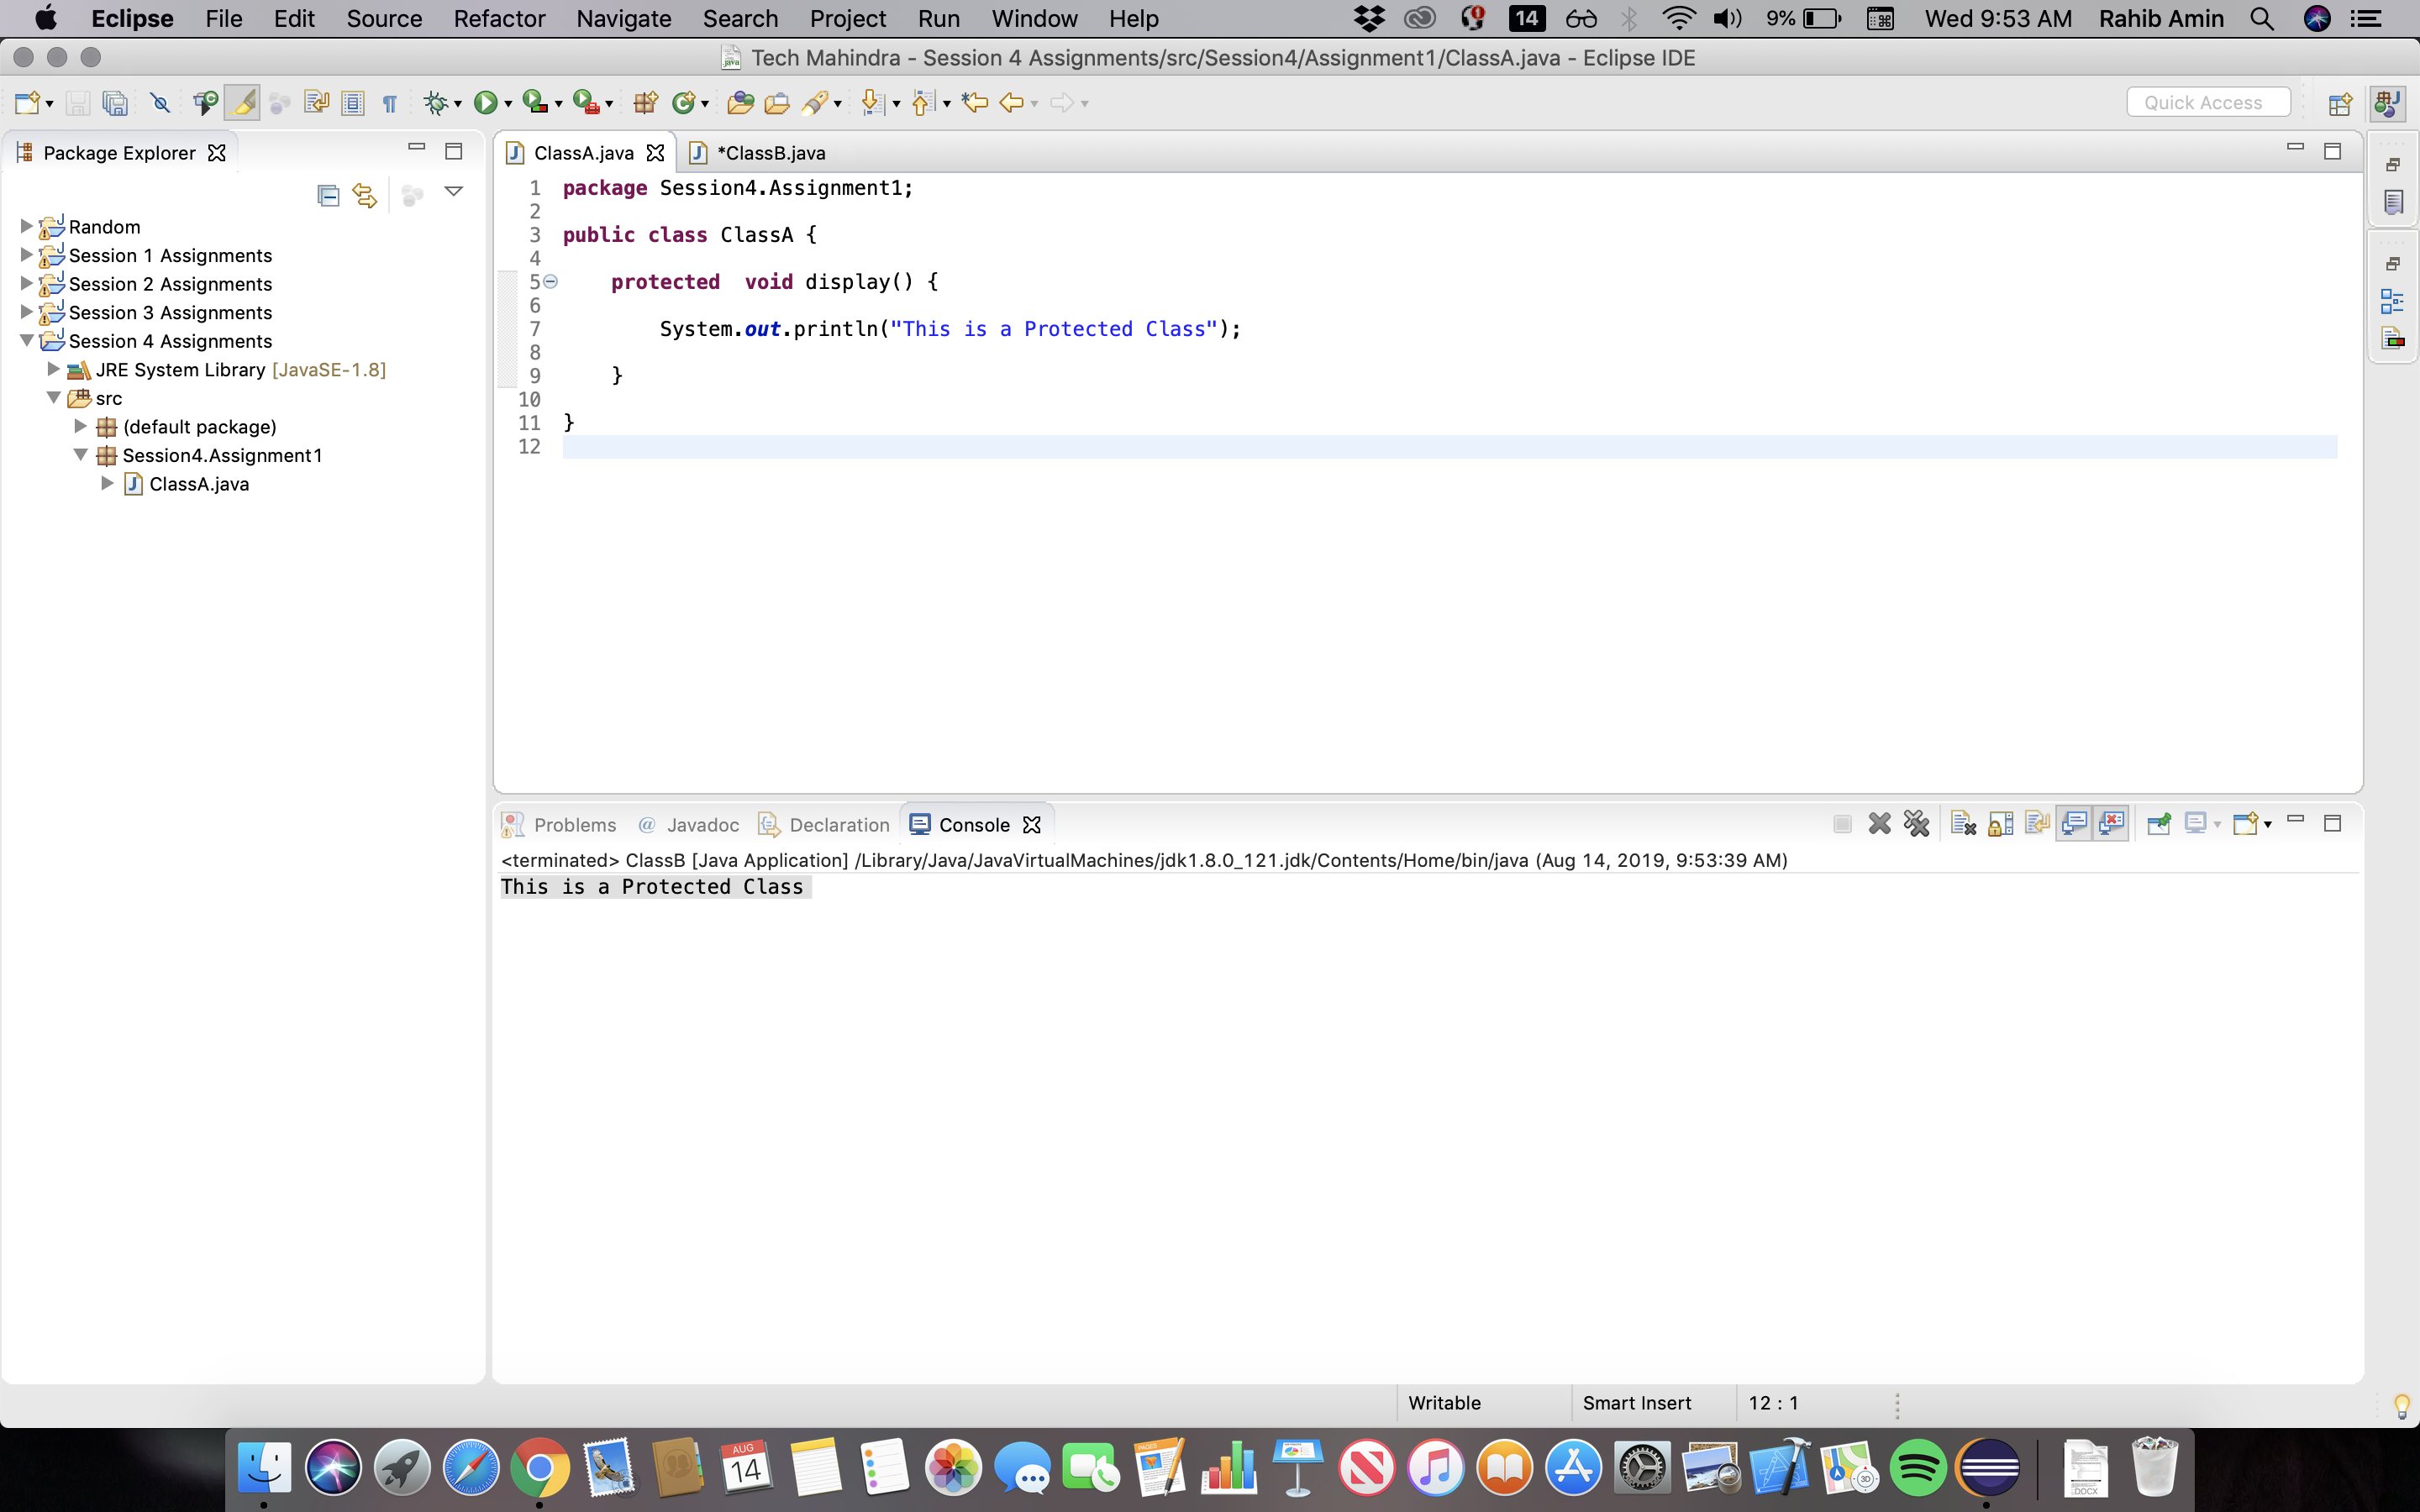 Eclipse File Edit Source Refactor Navigate Search Project Run Window Help 14 9% Wed 9:53 AM Rahib Amin
Tech Mahindra - Session 4 Assignments/src/Session4/Assignment1/ClassA.java - Eclipse IDE
Quick Access
Package Explorer
Random
Session 1 Assignments
Session 2 Assignments
Session 3 Assignments
Session 4 Assignments
JRE System Library [JavaSE-1.8]
src
(default package)
Session4.Assignment1
ClassA.java
ClassA.java *ClassB.java
1 package Session4.Assignment1;
2
3 public class ClassA {
4
5 protected  void display() {
6
7 System.out.println("This is a Protected Class");
8
9 }
10
11 }
12
Problems @ Javadoc Declaration Console
<terminated> ClassB [Java Application] /Library/Java/JavaVirtualMachines/jdk1.8.0_121.jdk/Contents/Home/bin/java (Aug 14, 2019, 9:53:39 AM)
This is a Protected Class
Writable Smart Insert 12 : 1
AUG
14
PAGES
3D
DOCX